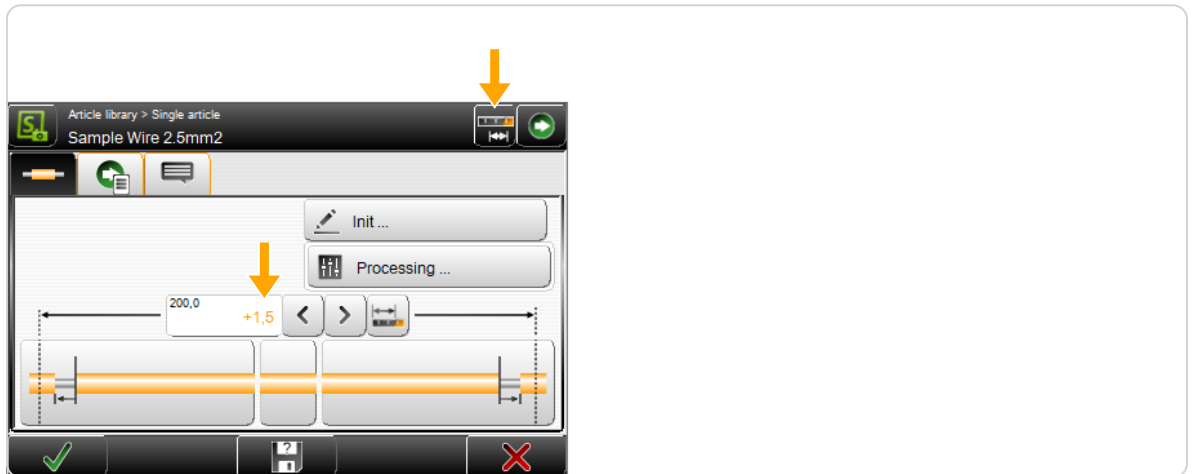 Article library > Single article
Sample Wire 2.5mm2
Init ...
Processing ...
200,0
+1,5